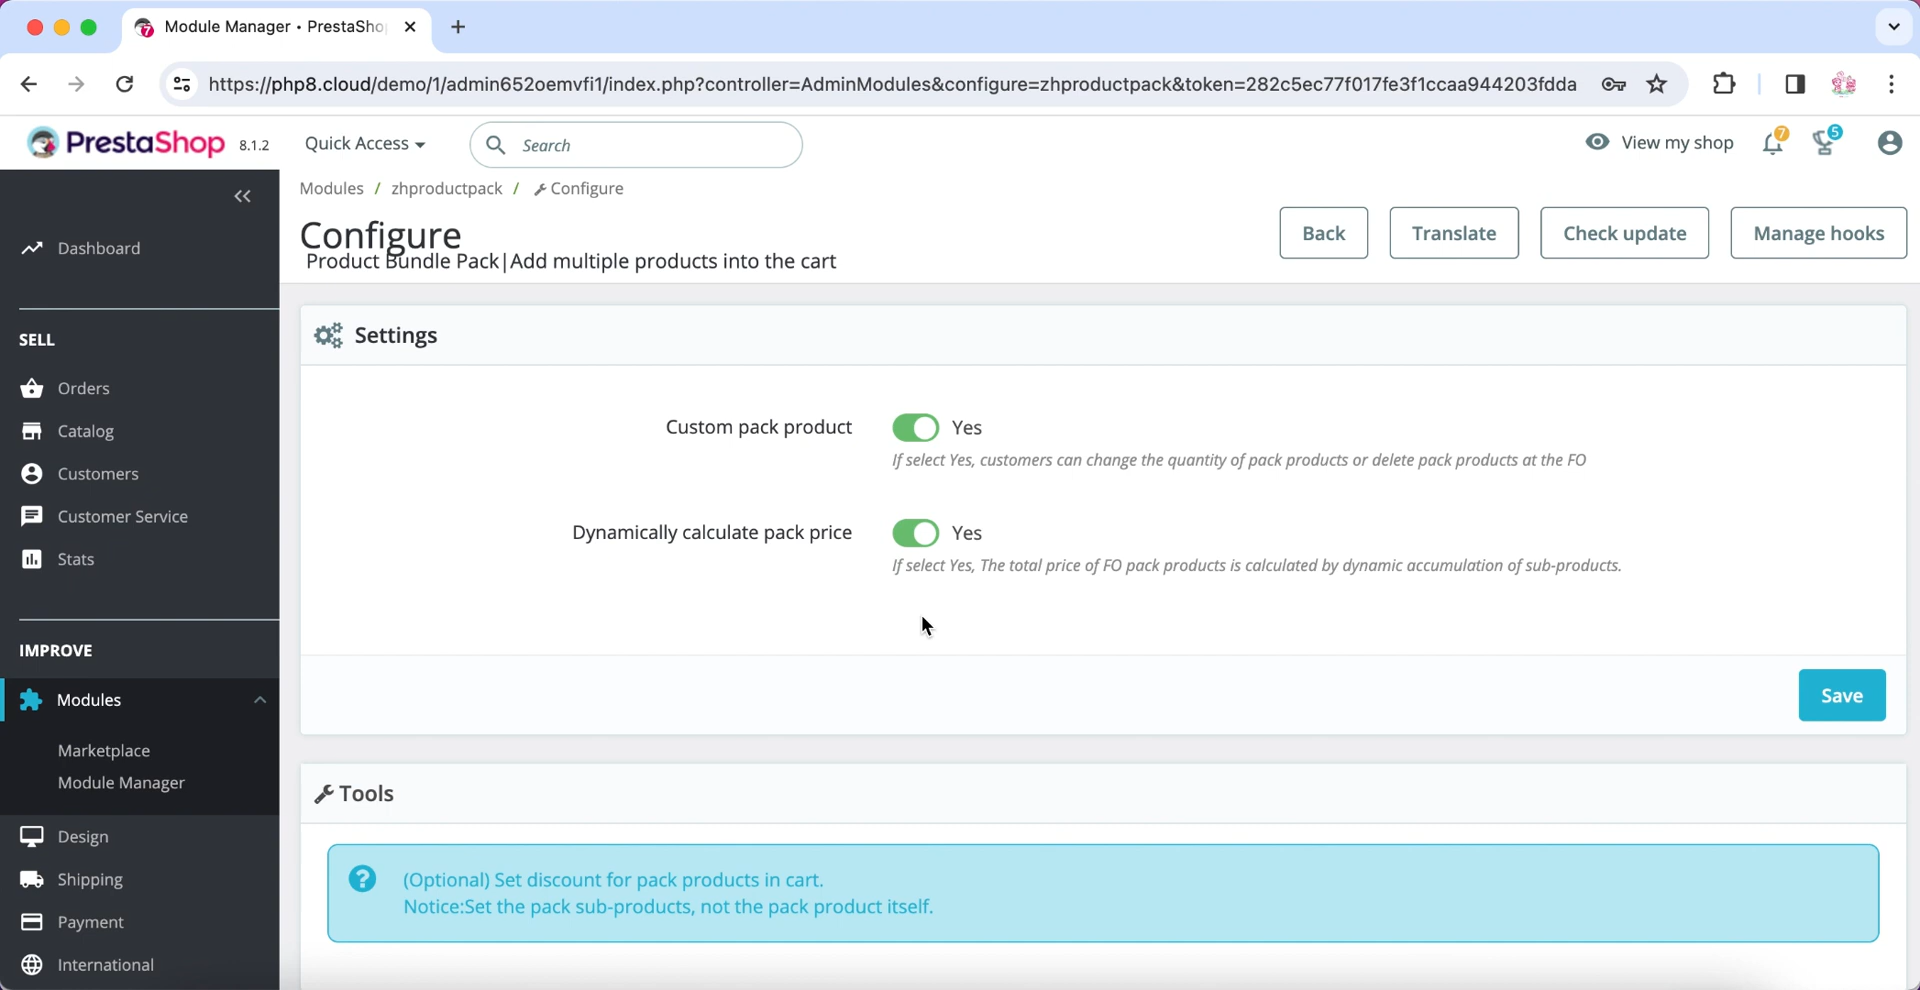 Module Manager • PrestaSho
https://php8.cloud/demo/1/admin652oemvfi1/index.php?controller=AdminModules&configure=zhproductpack&token=282c5ec77f017fe3f1ccaa944203fdda
PrestaShop 8.1.2
Quick Access
Search
View my shop
7
5
Modules / zhproductpack / Configure
Configure
Product Bundle Pack|Add multiple products into the cart
Back
Translate
Check update
Manage hooks
Dashboard
SELL
Orders
Catalog
Customers
Customer Service
Stats
IMPROVE
Modules
Marketplace
Module Manager
Design
Shipping
Payment
International
Settings
Custom pack product
Yes
If select Yes, customers can change the quantity of pack products or delete pack products at the FO
Dynamically calculate pack price
Yes
If select Yes, The total price of FO pack products is calculated by dynamic accumulation of sub-products.
Save
Tools
(Optional) Set discount for pack products in cart.
Notice:Set the pack sub-products, not the pack product itself.